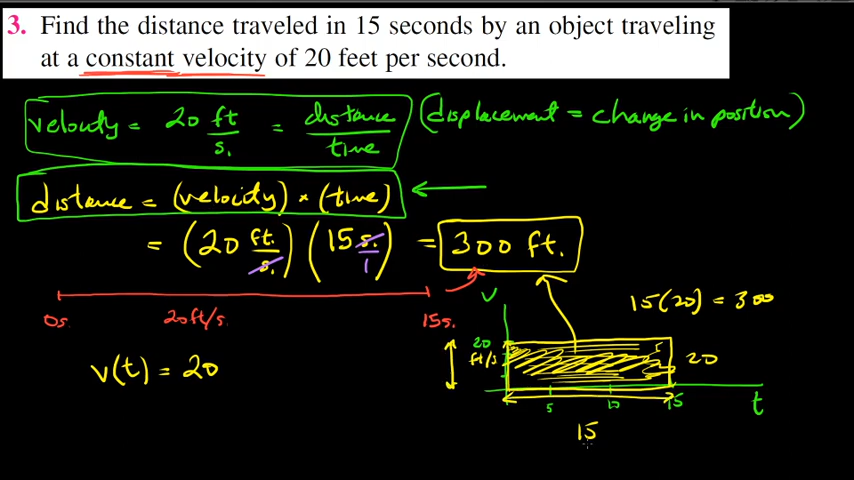 3. Find the distance traveled in 15 seconds by an object traveling
at a constant velocity of 20 feet per second.
velocity = 20 ft/s. = distance/time (displacement = change in position)
distance = (velocity) × (time)
= (20 ft./s.) (15 s./1) = 300 ft.
0s. 20ft/s. 15s.
v(t) = 20
V
15(20) = 300
20
ft/s
20
5 10 15 t
15